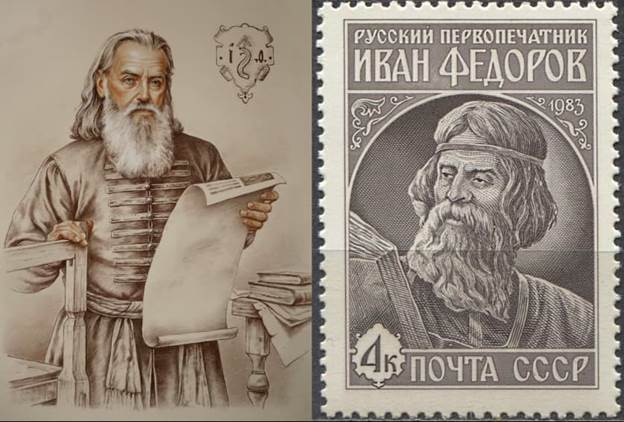 І .Ѳ.
РУССКИЙ ПЕРВОПЕЧАТНИК
ИВАН ФЕДОРОВ
1983
4к
ПОЧТА СССР